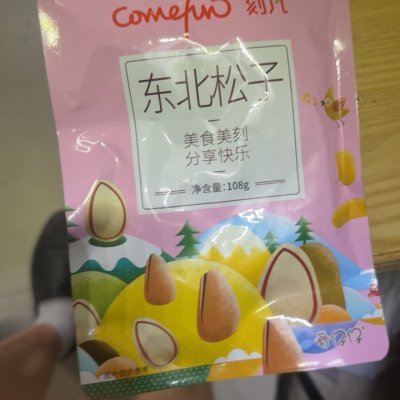 comefun 刻凡
东北松子
美食美刻
分享快乐
净含量: 108g